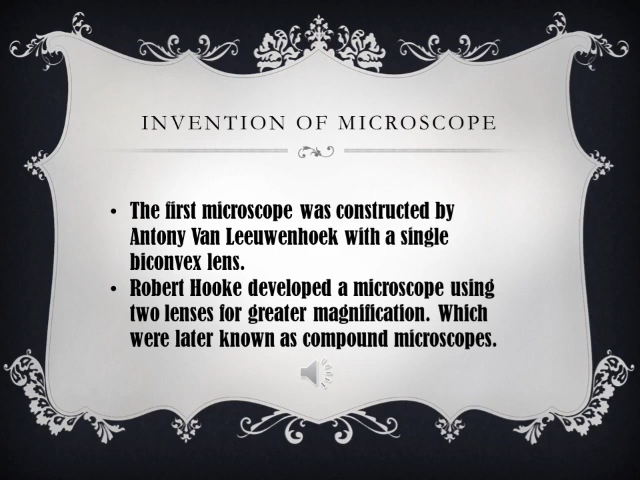 INVENTION OF MICROSCOPE
• The first microscope was constructed by
Antony Van Leeuwenhoek with a single
biconvex lens.
• Robert Hooke developed a microscope using
two lenses for greater magnification. Which
were later known as compound microscopes.